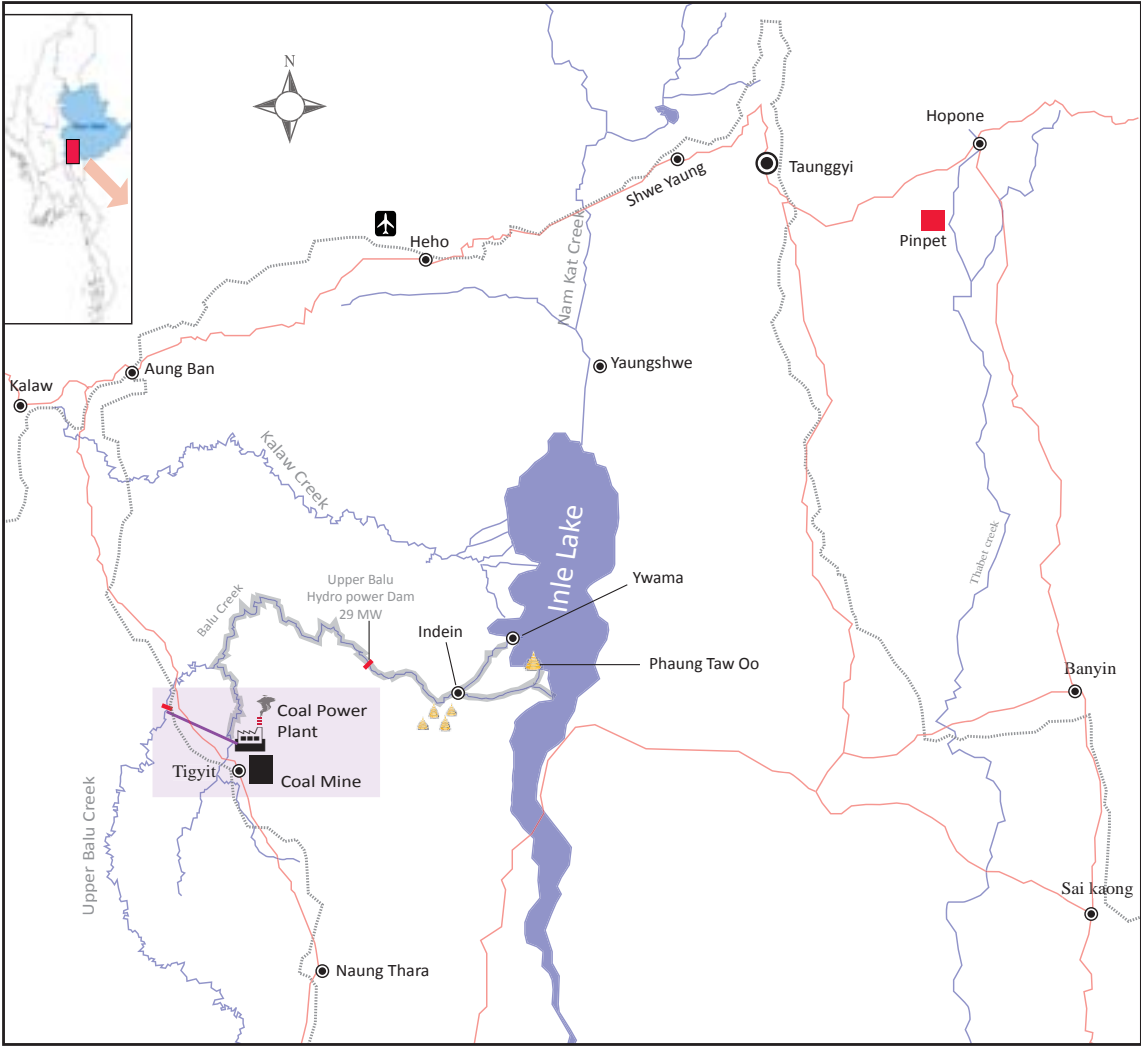 N
Hopone
Taunggyi
Shwe Yaung
Pinpet
Heho
Nam Kat Creek
Yaungshwe
Aung Ban
Kalaw
Kalaw Creek
Inle Lake
Thabet creek
Ywama
Upper Balu
Hydro power Dam
29 MW
Balu Creek
Indein
Phaung Taw Oo
Banyin
Coal Power
Plant
Tigyit
Coal Mine
Upper Balu Creek
Sai kaong
Naung Thara